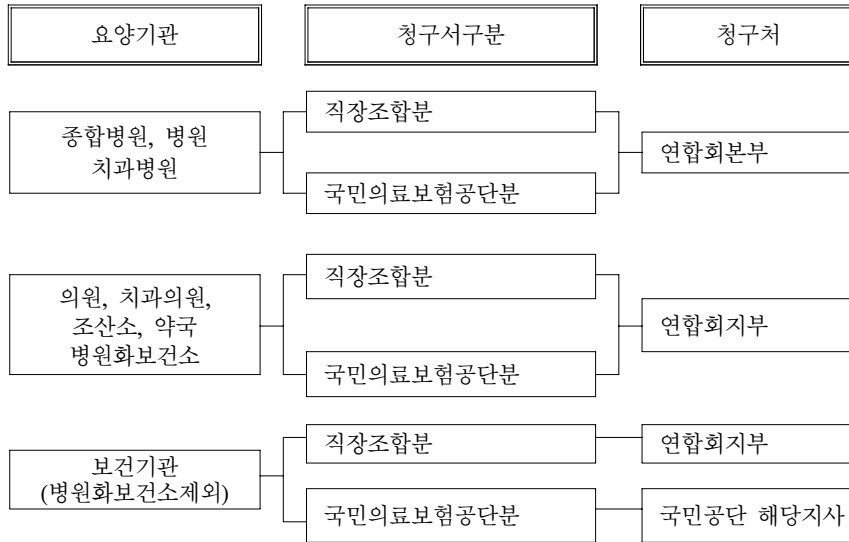 요양기관 청구서구분 청구처
직장조합분
종합병원, 병원
치과병원
연합회본부
국민의료보험공단분
직장조합분
의원, 치과의원,
조산소, 약국
병원화보건소
연합회지부
국민의료보험공단분
직장조합분 연합회지부
보건기관
(병원화보건소제외)
국민의료보험공단분 국민공단 해당지사